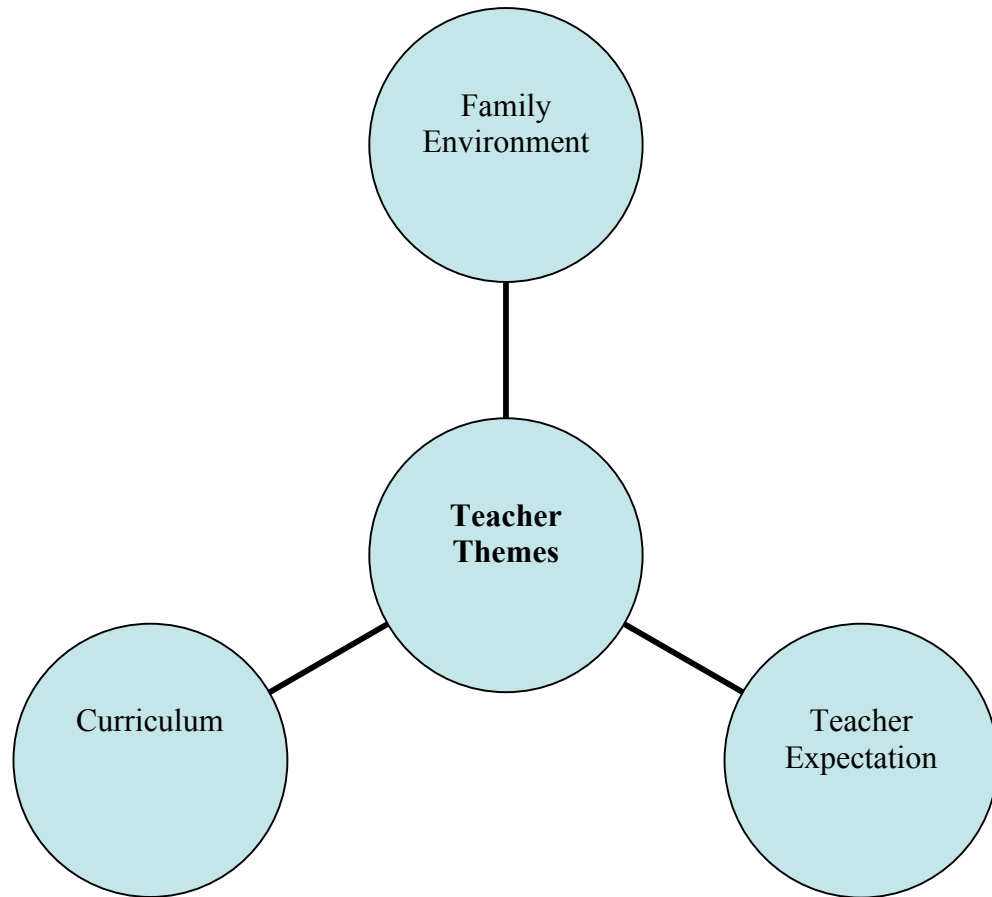 Family
Environment
Teacher
Themes
Curriculum
Teacher
Expectation